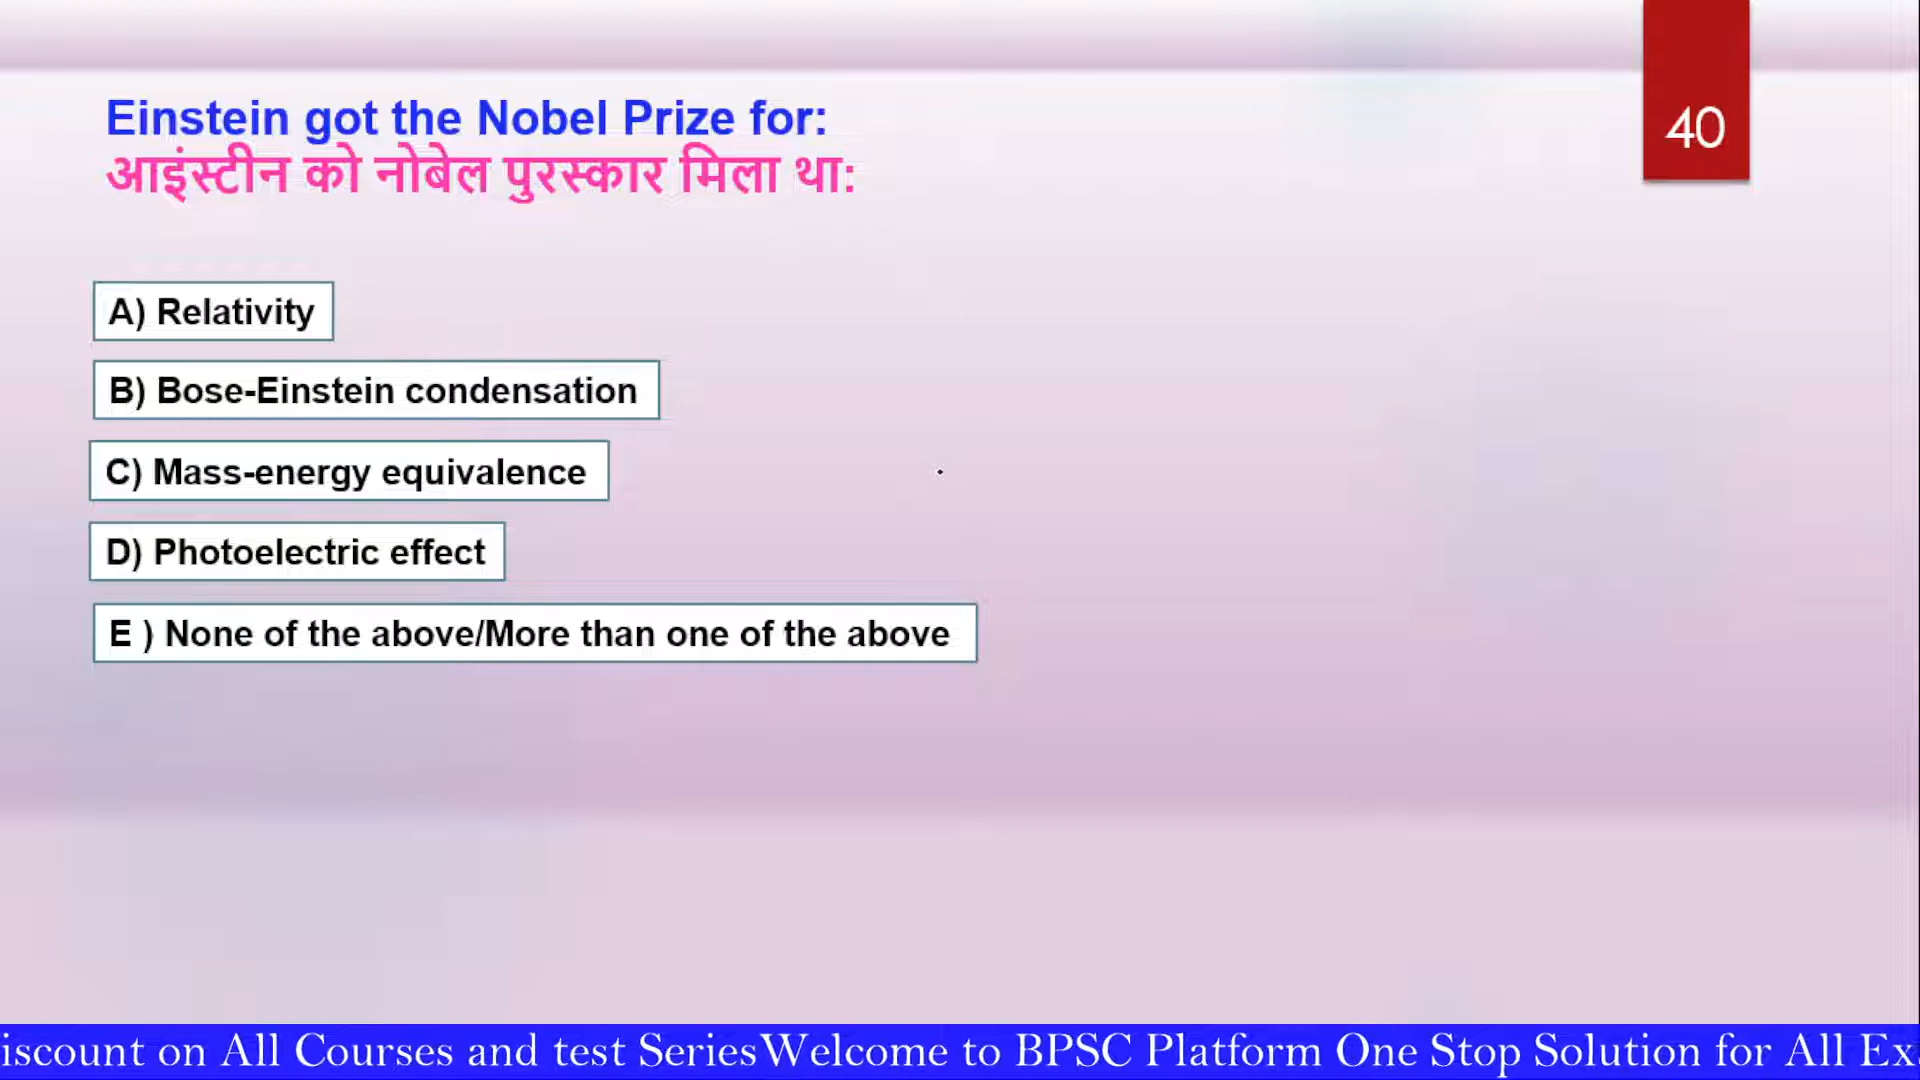 40
Einstein got the Nobel Prize for:
आइंस्टीन को नोबेल पुरस्कार मिला था:
A) Relativity
B) Bose-Einstein condensation
C) Mass-energy equivalence
D) Photoelectric effect
E ) None of the above/More than one of the above
iscount on All Courses and test SeriesWelcome to BPSC Platform One Stop Solution for All Ex